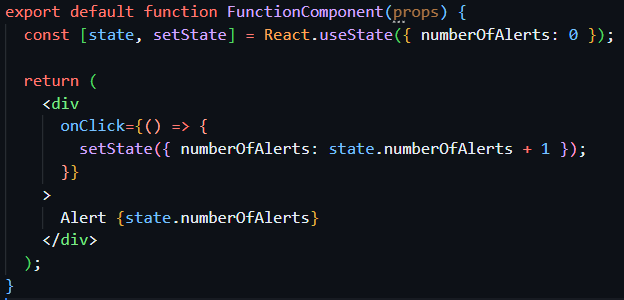 export default function FunctionComponent(props) {
  const [state, setState] = React.useState({ numberOfAlerts: 0 });

  return (
    <div
      onClick={() => {
        setState({ numberOfAlerts: state.numberOfAlerts + 1 });
      }}
    >
      Alert {state.numberOfAlerts}
    </div>
  );
}